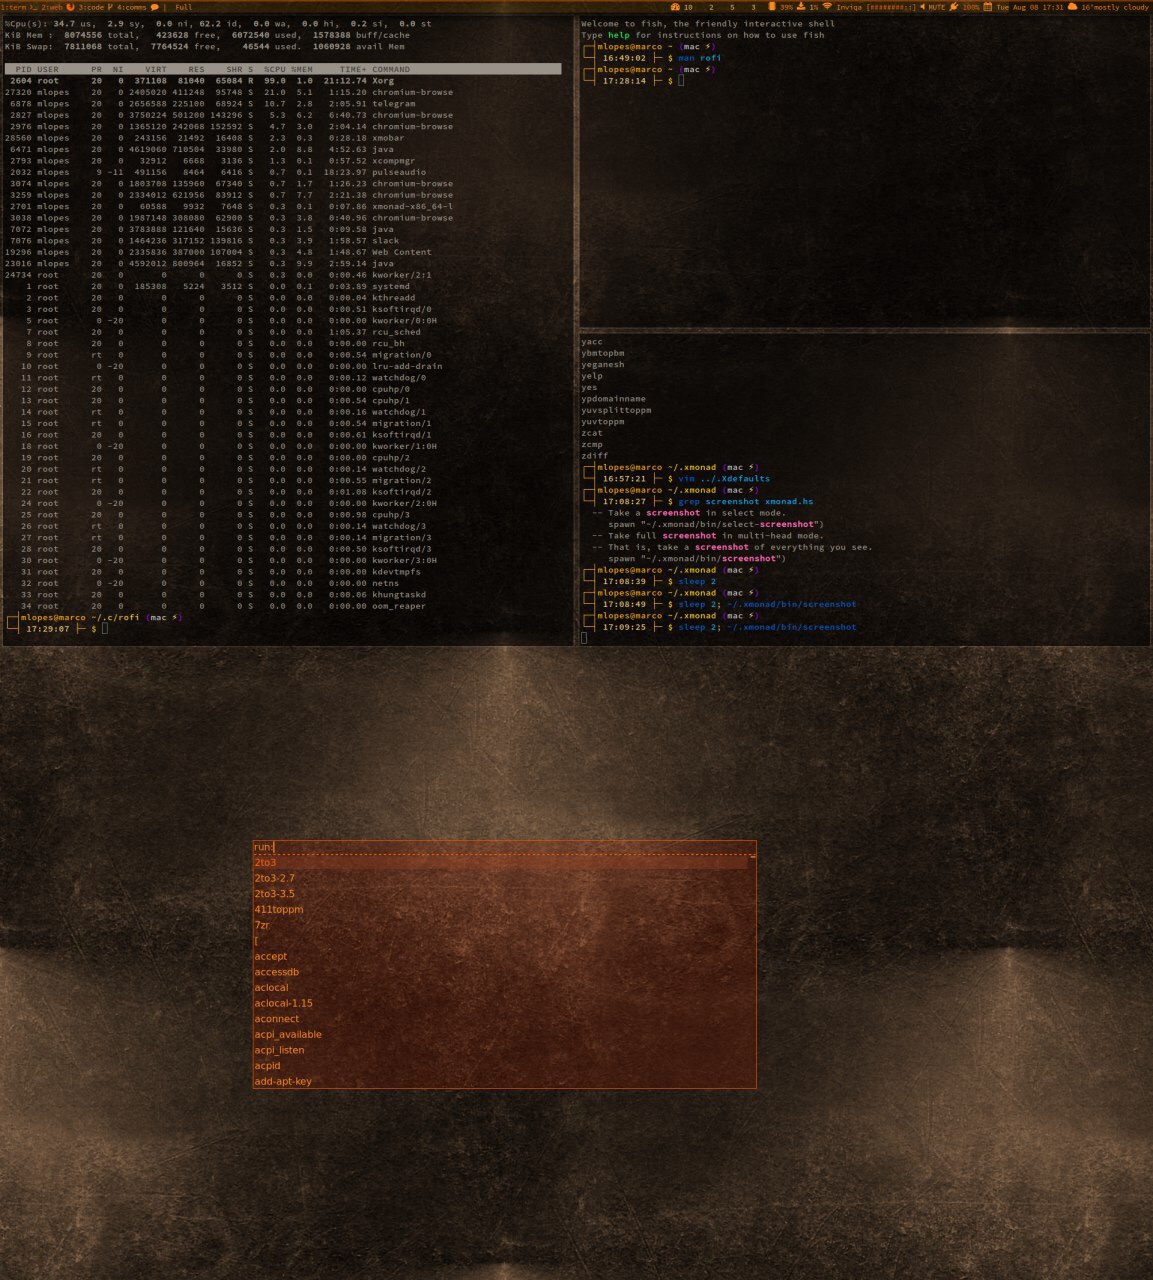 1:term 2:web 3:code 4:comms | Full
10 2 5 3 39% 1% Inviqa [########::] MUTE 100% Tue Aug 08 17:31 16°mostly cloudy
%Cpu(s): 34.7 us, 2.9 sy, 0.0 ni, 62.2 id, 0.0 wa, 0.0 hi, 0.2 si, 0.0 st
KiB Mem : 8074556 total, 423628 free, 6072540 used, 1578388 buff/cache
KiB Swap: 7811068 total, 7764524 free, 46544 used. 1060928 avail Mem
PID USER PR NI VIRT RES SHR S %CPU %MEM TIME+ COMMAND
2604 root 20 0 371108 81040 65084 R 99.0 1.0 21:12.74 Xorg
27320 mlopes 20 0 2405020 411248 95748 S 21.0 5.1 1:15.20 chromium-browse
6878 mlopes 20 0 2656588 225100 68924 S 10.7 2.8 2:05.91 telegram
2827 mlopes 20 0 3750224 501200 143296 S 5.3 6.2 6:40.73 chromium-browse
2976 mlopes 20 0 1365120 242068 152592 S 4.7 3.0 2:04.14 chromium-browse
28560 mlopes 20 0 243156 21492 16408 S 2.3 0.3 0:28.18 xmobar
6471 mlopes 20 0 4619060 710504 33980 S 2.0 8.8 4:52.63 java
2793 mlopes 20 0 32912 6668 3136 S 1.3 0.1 0:57.52 xcompmgr
2032 mlopes 9 -11 491156 8464 6416 S 0.7 0.1 18:23.97 pulseaudio
3074 mlopes 20 0 1803708 135960 67340 S 0.7 1.7 1:26.23 chromium-browse
3259 mlopes 20 0 2334012 621956 83912 S 0.7 7.7 2:21.38 chromium-browse
2701 mlopes 20 0 60588 9932 7648 S 0.3 0.1 0:07.86 xmonad-x86_64-l
3038 mlopes 20 0 1987148 308080 62900 S 0.3 3.8 0:40.96 chromium-browse
7072 mlopes 20 0 3783888 121640 15636 S 0.3 1.5 0:09.58 java
7076 mlopes 20 0 1464236 317152 139816 S 0.3 3.9 1:58.57 slack
19296 mlopes 20 0 2335836 387000 107004 S 0.3 4.8 1:48.67 Web Content
23016 mlopes 20 0 4592012 800964 16852 S 0.3 9.9 2:59.14 java
24734 root 20 0 0 0 0 S 0.3 0.0 0:00.46 kworker/2:1
1 root 20 0 185308 5224 3512 S 0.0 0.1 0:03.89 systemd
2 root 20 0 0 0 0 S 0.0 0.0 0:00.04 kthreadd
3 root 20 0 0 0 0 S 0.0 0.0 0:00.51 ksoftirqd/0
5 root 0 -20 0 0 0 S 0.0 0.0 0:00.00 kworker/0:0H
7 root 20 0 0 0 0 S 0.0 0.0 1:05.37 rcu_sched
8 root 20 0 0 0 0 S 0.0 0.0 0:00.00 rcu_bh
9 root rt 0 0 0 0 S 0.0 0.0 0:00.54 migration/0
10 root 0 -20 0 0 0 S 0.0 0.0 0:00.00 lru-add-drain
11 root rt 0 0 0 0 S 0.0 0.0 0:00.12 watchdog/0
12 root 20 0 0 0 0 S 0.0 0.0 0:00.00 cpuhp/0
13 root 20 0 0 0 0 S 0.0 0.0 0:00.54 cpuhp/1
14 root rt 0 0 0 0 S 0.0 0.0 0:00.16 watchdog/1
15 root rt 0 0 0 0 S 0.0 0.0 0:00.54 migration/1
16 root 20 0 0 0 0 S 0.0 0.0 0:00.61 ksoftirqd/1
18 root 0 -20 0 0 0 S 0.0 0.0 0:00.00 kworker/1:0H
19 root 20 0 0 0 0 S 0.0 0.0 0:00.00 cpuhp/2
20 root rt 0 0 0 0 S 0.0 0.0 0:00.14 watchdog/2
21 root rt 0 0 0 0 S 0.0 0.0 0:00.55 migration/2
22 root 20 0 0 0 0 S 0.0 0.0 0:01.08 ksoftirqd/2
24 root 0 -20 0 0 0 S 0.0 0.0 0:00.00 kworker/2:0H
25 root 20 0 0 0 0 S 0.0 0.0 0:00.98 cpuhp/3
26 root rt 0 0 0 0 S 0.0 0.0 0:00.14 watchdog/3
27 root rt 0 0 0 0 S 0.0 0.0 0:00.14 migration/3
28 root 20 0 0 0 0 S 0.0 0.0 0:00.50 ksoftirqd/3
30 root 0 -20 0 0 0 S 0.0 0.0 0:00.00 kworker/3:0H
31 root 20 0 0 0 0 S 0.0 0.0 0:00.00 kdevtmpfs
32 root 0 -20 0 0 0 S 0.0 0.0 0:00.00 netns
33 root 20 0 0 0 0 S 0.0 0.0 0:00.06 khungtaskd
34 root 20 0 0 0 0 S 0.0 0.0 0:00.00 oom_reaper
mlopes@marco ~/.c/rofi (mac ⚡)
17:29:07 $
Welcome to fish, the friendly interactive shell
Type help for instructions on how to use fish
mlopes@marco ~ (mac ⚡)
16:49:02 $ man rofi
mlopes@marco ~ (mac ⚡)
17:28:14 $
yacc
ybmtopbm
yeganesh
yelp
yes
ypdomainname
yuvsplittoppm
yuvtoppm
zcat
zcmp
zdiff
mlopes@marco ~/.xmonad (mac ⚡)
16:57:21 $ vim ../.Xdefaults
mlopes@marco ~/.xmonad (mac ⚡)
17:08:27 $ grep screenshot xmonad.hs
-- Take a screenshot in select mode.
spawn "~/.xmonad/bin/select-screenshot")
-- Take full screenshot in multi-head mode.
-- That is, take a screenshot of everything you see.
spawn "~/.xmonad/bin/screenshot")
mlopes@marco ~/.xmonad (mac ⚡)
17:08:39 $ sleep 2
mlopes@marco ~/.xmonad (mac ⚡)
17:08:49 $ sleep 2; ~/.xmonad/bin/screenshot
mlopes@marco ~/.xmonad (mac ⚡)
17:09:25 $ sleep 2; ~/.xmonad/bin/screenshot
run:
2to3
2to3-2.7
2to3-3.5
411toppm
7zr
[
accept
accessdb
aclocal
aclocal-1.15
aconnect
acpi_available
acpi_listen
acpid
add-apt-key